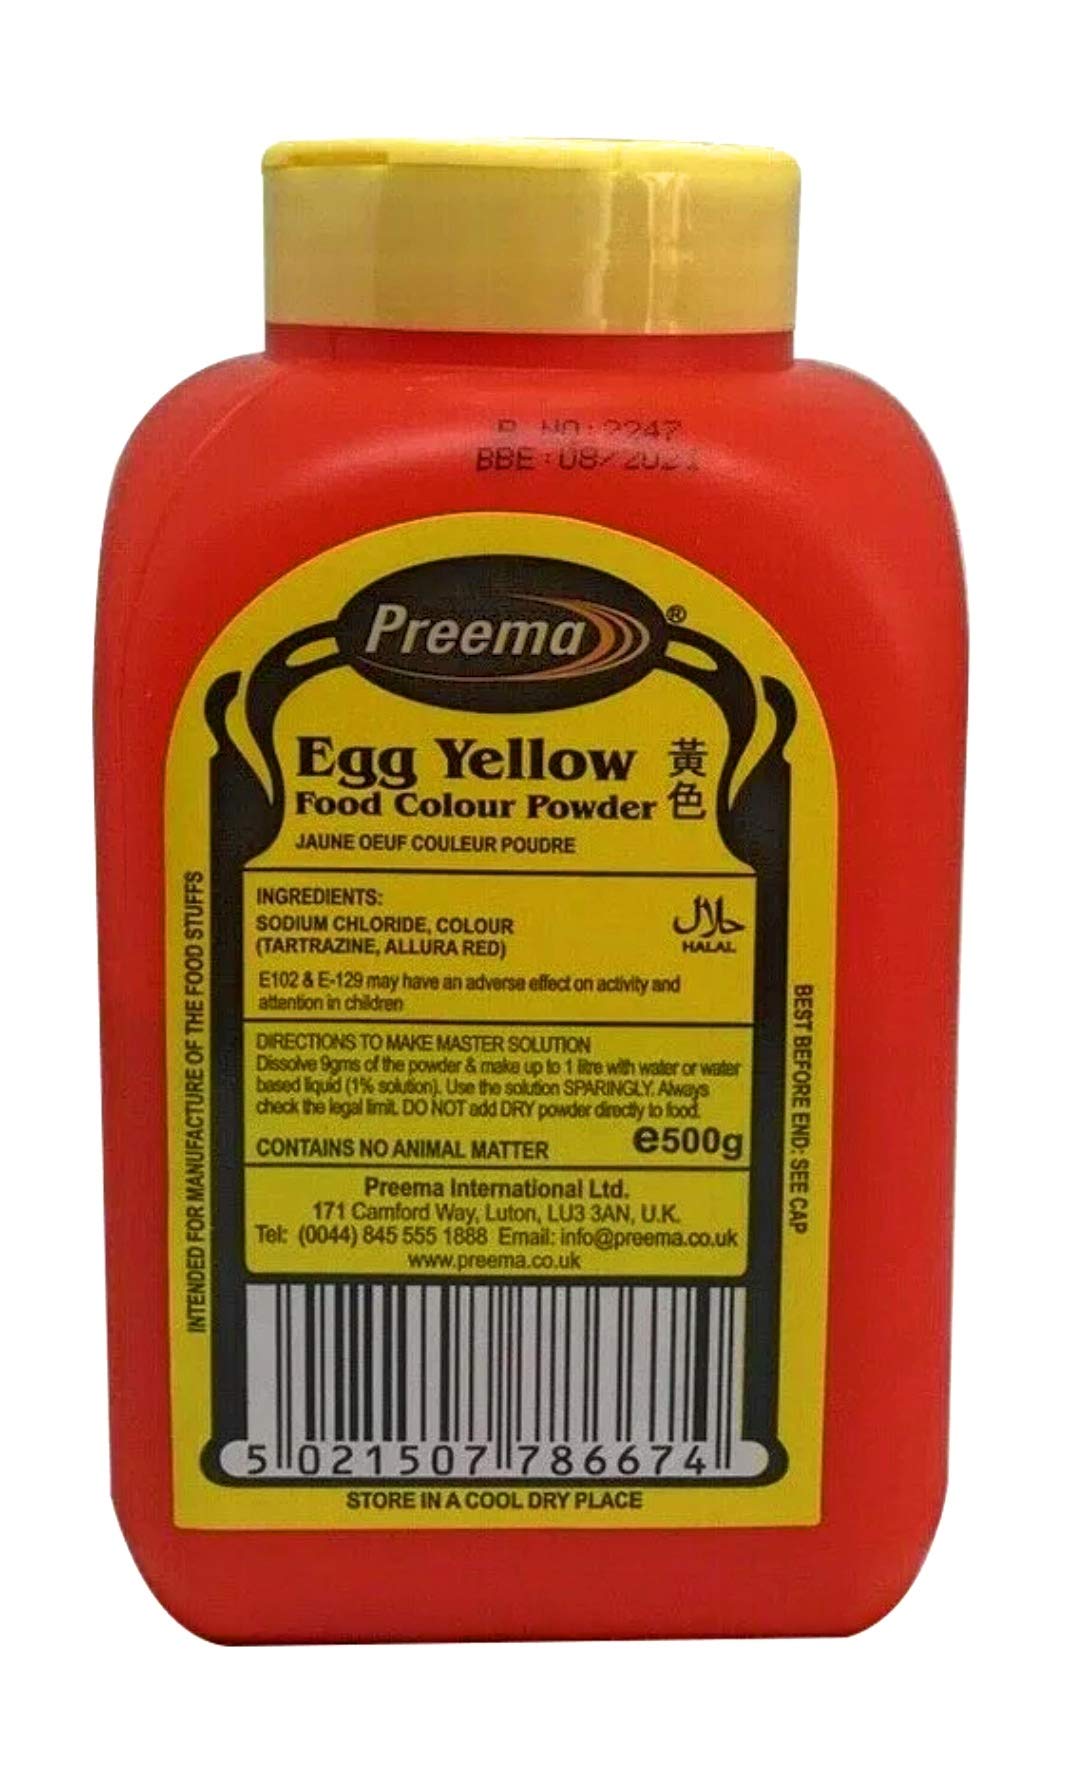 B NO: 2247
BBE: 08/2021
Preema®
Egg Yellow
Food Colour Powder
黃色
JAUNE OEUF COULEUR POUDRE
INGREDIENTS:
SODIUM CHLORIDE, COLOUR
(TARTRAZINE, ALLURA RED)
حلال
HALAL
E102 & E-129 may have an adverse effect on activity and
attention in children
DIRECTIONS TO MAKE MASTER SOLUTION
Dissolve 9gms of the powder & make up to 1 litre with water or water
based liquid (1% solution). Use the solution SPARINGLY. Always
check the legal limit. DO NOT add DRY powder directly to food.
CONTAINS NO ANIMAL MATTER
e500g
Preema International Ltd.
171 Camford Way, Luton, LU3 3AN, U.K.
Tel: (0044) 845 555 1888 Email: info@preema.co.uk
www.preema.co.uk
5 021507 786674
STORE IN A COOL DRY PLACE
INTENDED FOR MANUFACTURE OF THE FOOD STUFFS
BEST BEFORE END: SEE CAP